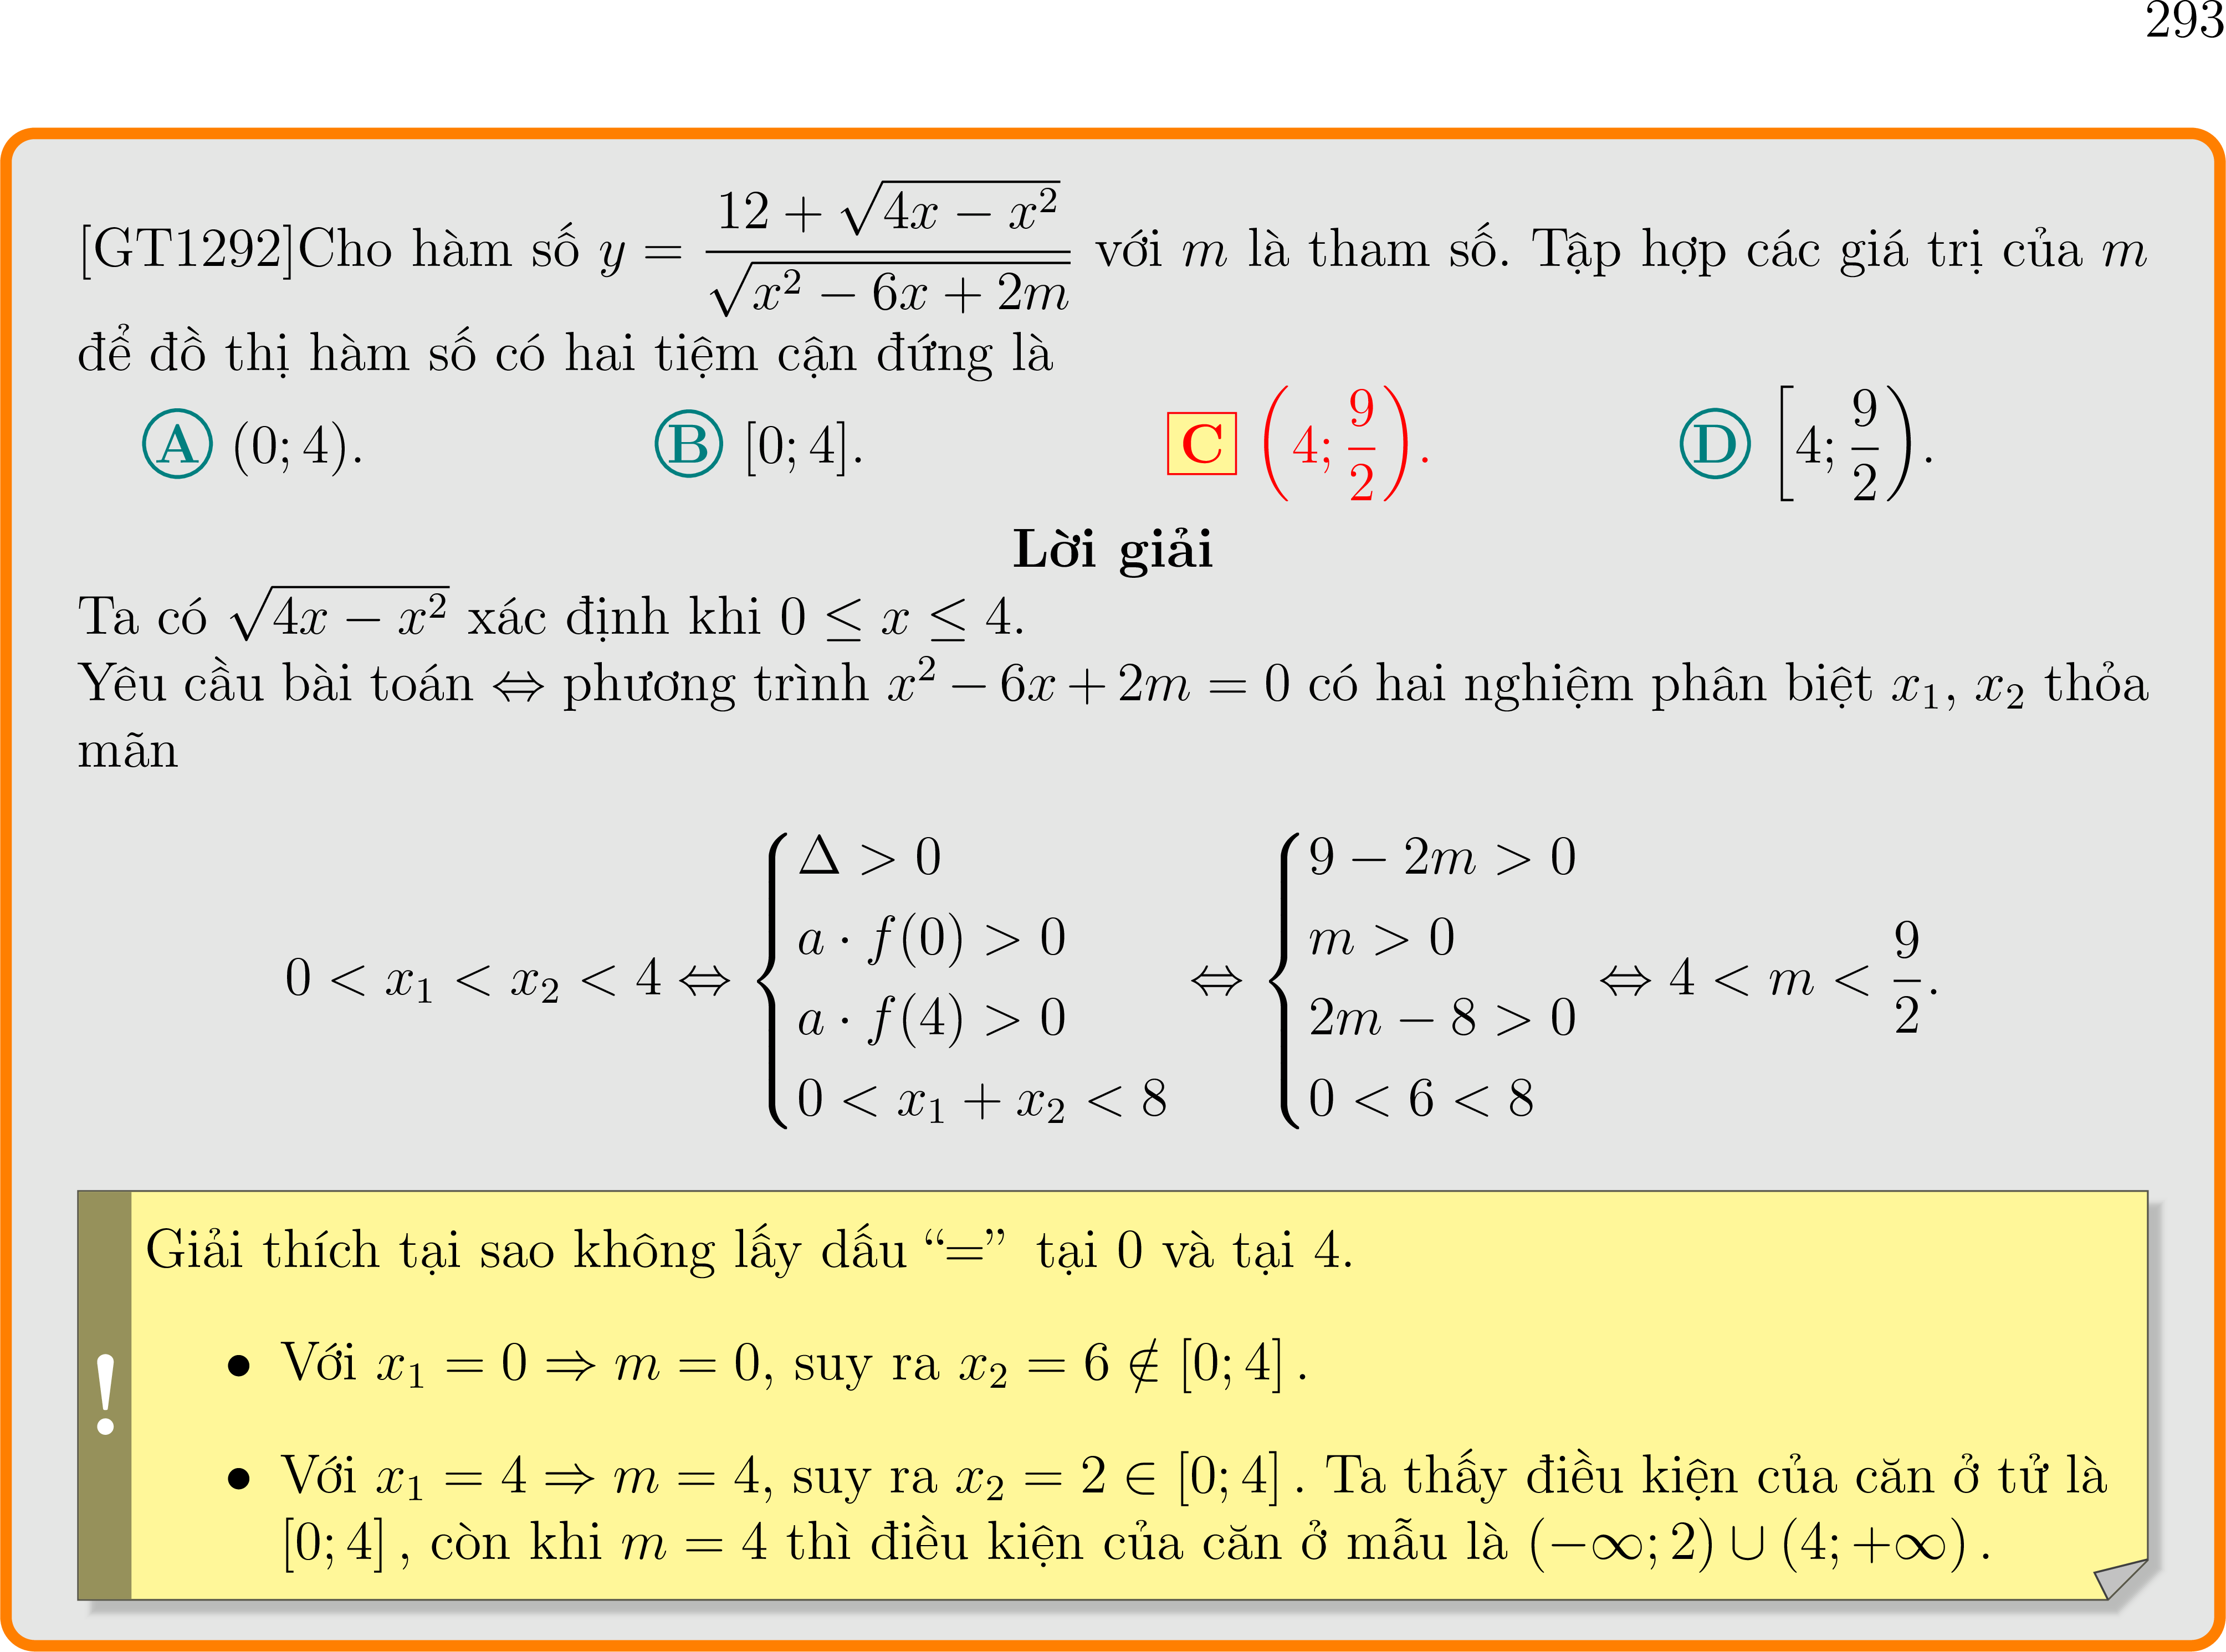 293
[GT1292]Cho hàm số $y = \dfrac{12 + \sqrt{4x - x^2}}{\sqrt{x^2 - 6x + 2m}}$ với $m$ là tham số. Tập hợp các giá trị của $m$
để đồ thị hàm số có hai tiệm cận đứng là
A $(0; 4)$. B $[0; 4]$. C $\left(4; \dfrac{9}{2}\right)$. D $\left[4; \dfrac{9}{2}\right)$.
Lời giải
Ta có $\sqrt{4x - x^2}$ xác định khi $0 \leq x \leq 4$.
Yêu cầu bài toán $\Leftrightarrow$ phương trình $x^2 - 6x + 2m = 0$ có hai nghiệm phân biệt $x_1$, $x_2$ thỏa
mãn
$0 < x_1 < x_2 < 4 \Leftrightarrow \begin{cases} \Delta > 0 \\ a \cdot f(0) > 0 \\ a \cdot f(4) > 0 \\ 0 < x_1 + x_2 < 8 \end{cases} \Leftrightarrow \begin{cases} 9 - 2m > 0 \\ m > 0 \\ 2m - 8 > 0 \\ 0 < 6 < 8 \end{cases} \Leftrightarrow 4 < m < \dfrac{9}{2}.$
Giải thích tại sao không lấy dấu “=” tại 0 và tại 4.
! 
• Với $x_1 = 0 \Rightarrow m = 0$, suy ra $x_2 = 6 \notin [0; 4]$.
• Với $x_1 = 4 \Rightarrow m = 4$, suy ra $x_2 = 2 \in [0; 4]$. Ta thấy điều kiện của căn ở tử là
$[0; 4]$, còn khi $m = 4$ thì điều kiện của căn ở mẫu là $(-\infty; 2) \cup (4; +\infty)$.